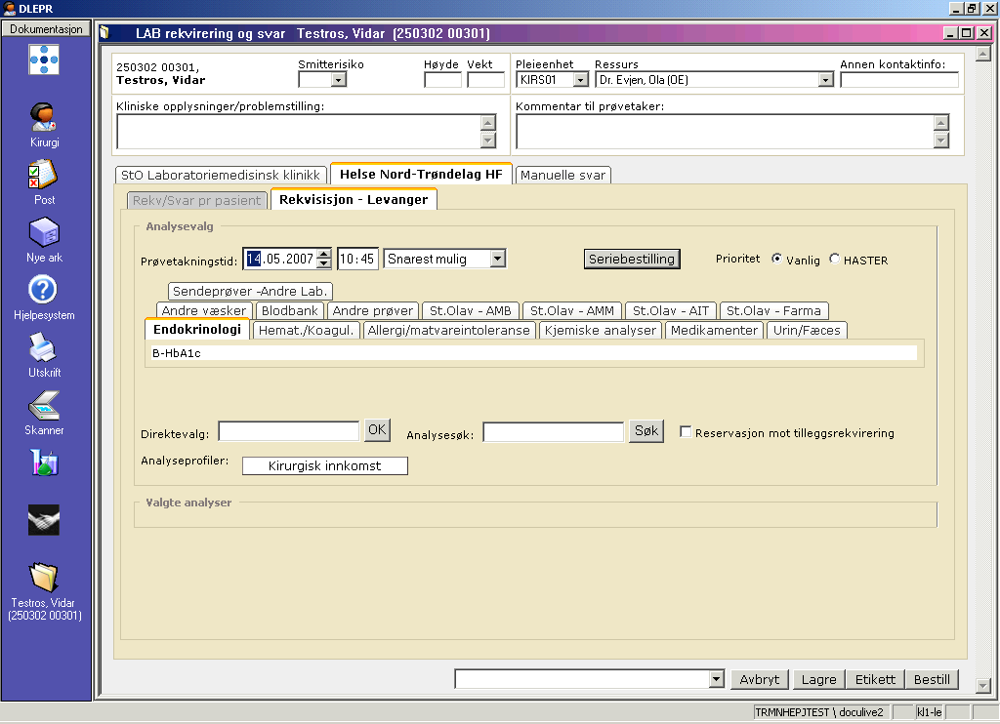 DLEPR
Dokumentasjon
LAB rekvirering og svar Testros, Vidar (250302 00301)
Kirurgi
Post
Nye ark
Hjelpesystem
Utskrift
Skanner
Testros, Vidar
(250302 00301)
250302 00301,
Testros, Vidar
Smitterisiko
Høyde Vekt
Pleieenhet
KIRS01
Ressurs
Dr. Evjen, Ola (OE)
Annen kontaktinfo:
Kliniske opplysninger/problemstilling:
Kommentar til prøvetaker:
StO Laboratoriemedisinsk klinikk Helse Nord-Trøndelag HF Manuelle svar
Rekv/Svar pr pasient Rekvisisjon - Levanger
Analysevalg
Prøvetakningstid: 14.05.2007 10:45 Snarest mulig Seriebestilling Prioritet Vanlig HASTER
Sendeprøver -Andre Lab.
Andre væsker Blodbank Andre prøver St.Olav - AMB St.Olav - AMM St.Olav - AIT St.Olav - Farma
Endokrinologi Hemat./Koagul. Allergi/matvareintoleranse Kjemiske analyser Medikamenter Urin/Fæces
B-HbA1c
Direktevalg: OK Analysesøk: Søk Reservasjon mot tilleggsrekvirering
Analyseprofiler: Kirurgisk innkomst
Valgte analyser
Avbryt Lagre Etikett Bestill
TRMNHEPJTEST \ doculive2 kl1-le